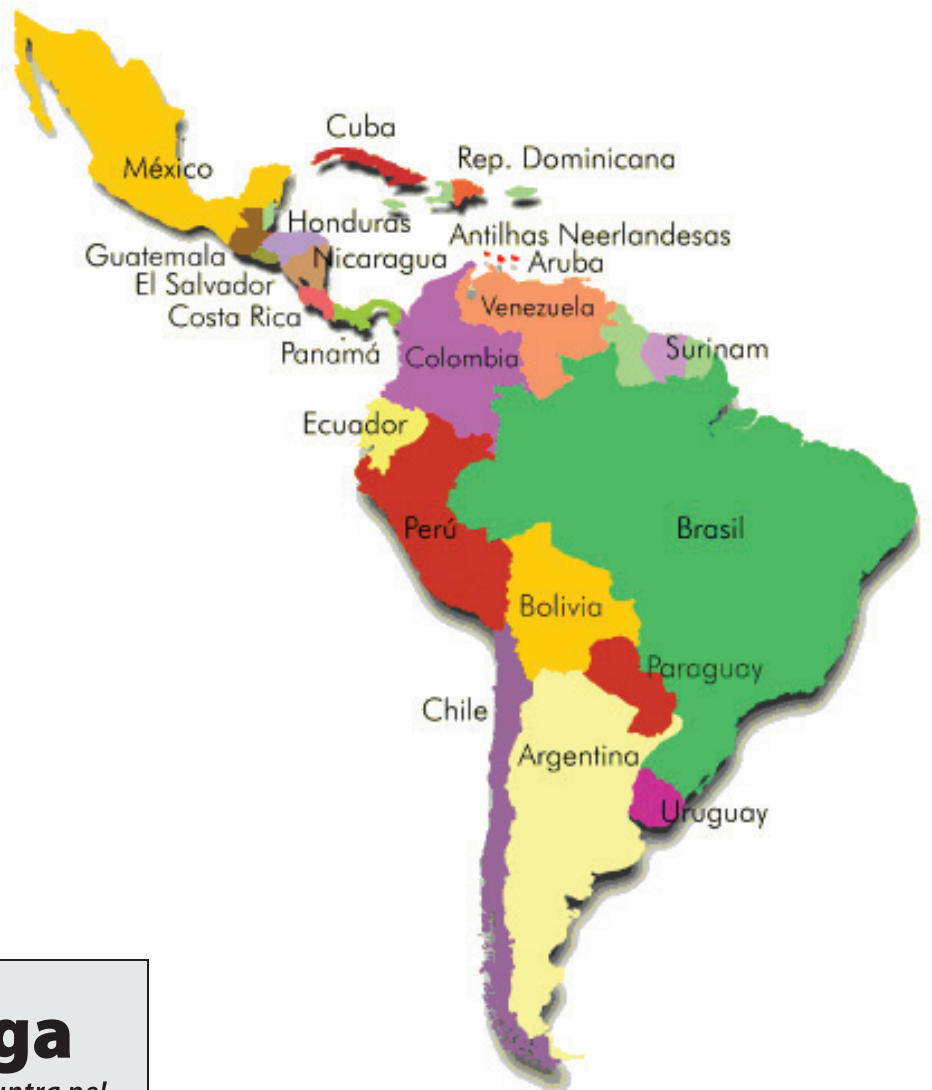 Cuba
Rep. Dominicana
México
Honduras
Antilhas Neerlandesas
Guatemala
Nicaragua
Aruba
El Salvador
Venezuela
Costa Rica
Panamá
Colombia
Surinam
Ecuador
Perú
Brasil
Bolivia
Paraguay
Chile
Argentina
Uruguay
ga